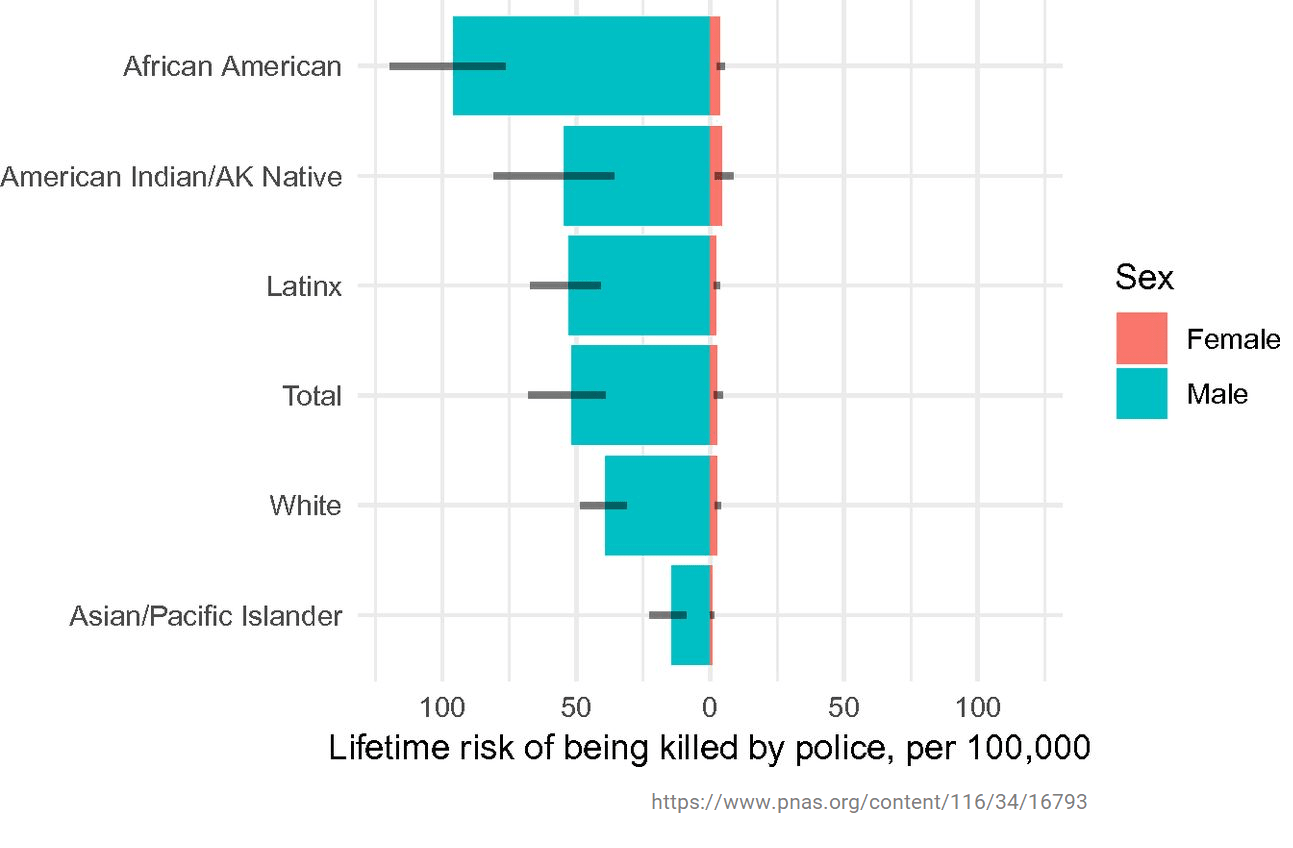 African American
American Indian/AK Native
Latinx
Total
White
Asian/Pacific Islander
100 50 0 50 100
Lifetime risk of being killed by police, per 100,000
Sex
Female
Male
https://www.pnas.org/content/116/34/16793